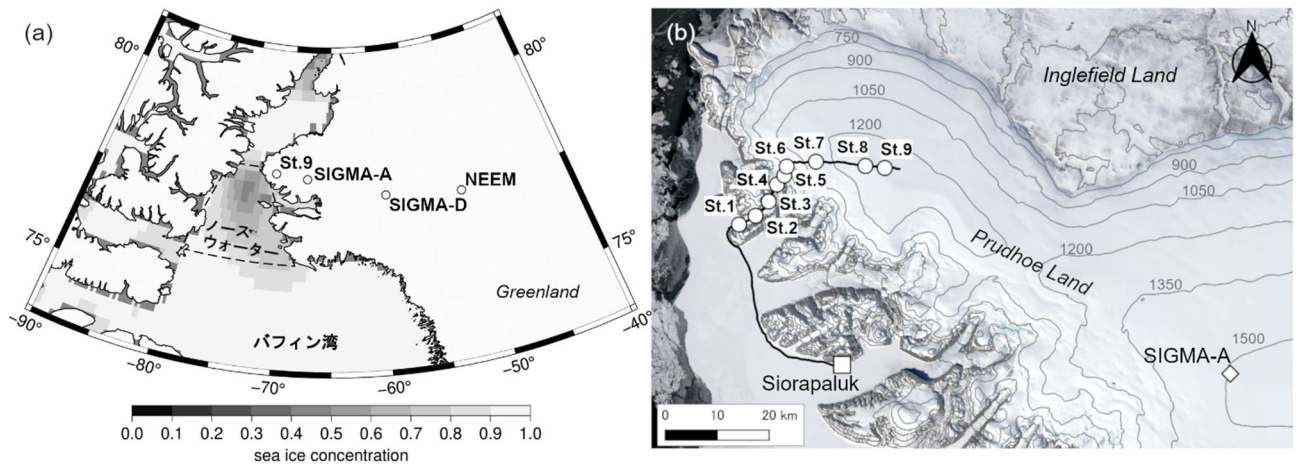 (a)
80°
80°
St.9
SIGMA-A
NEEM
SIGMA-D
ノース
ウォーター
75°
75°
Greenland
−90°
−40°
バフィン湾
−80°
−50°
−70°
−60°
0.0 0.1 0.2 0.3 0.4 0.5 0.6 0.7 0.8 0.9 1.0
sea ice concentration
(b)
N
750
900
Inglefield Land
1050
1200
St.6 St.7 St.8 St.9
900
St.4 St.5
1050
St.1 St.3
St.2
1200
Prudhoe Land
1350
1500
SIGMA-A
Siorapaluk
0 10 20 km